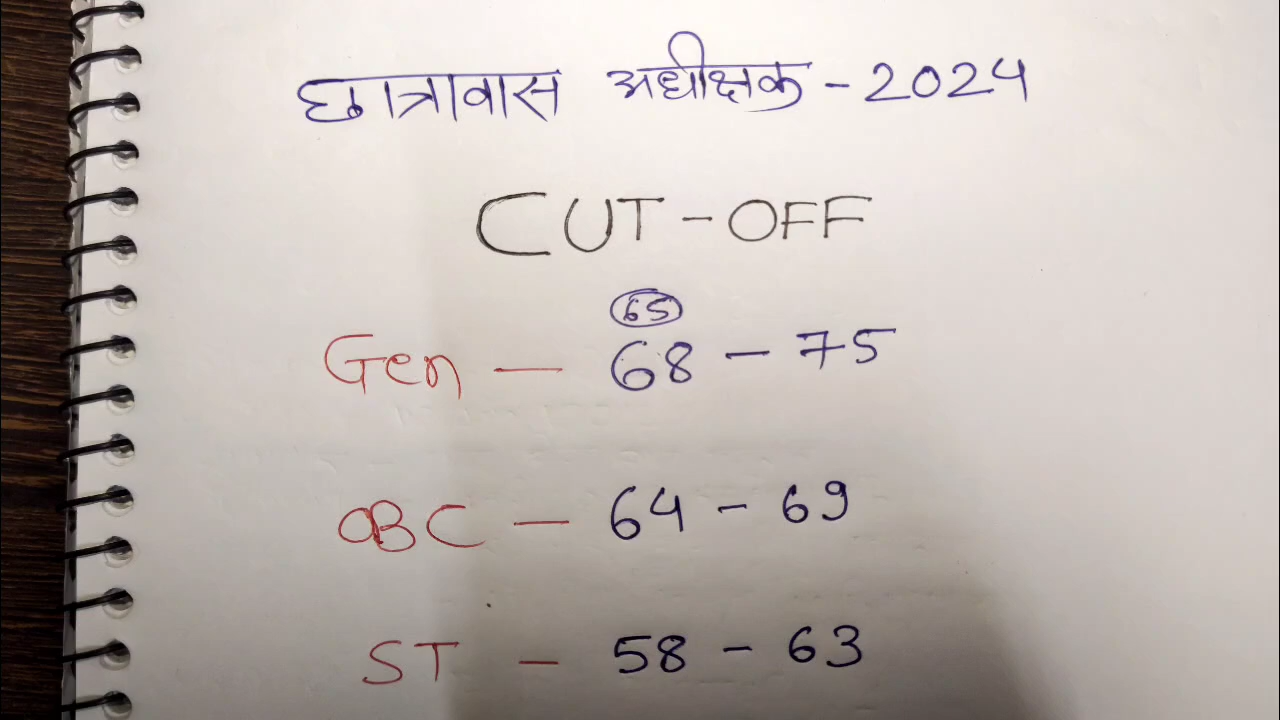 छात्रावास अधीक्षक - 2024
CUT - OFF
65
Gen - 68 - 75
OBC - 64 - 69
ST - 58 - 63